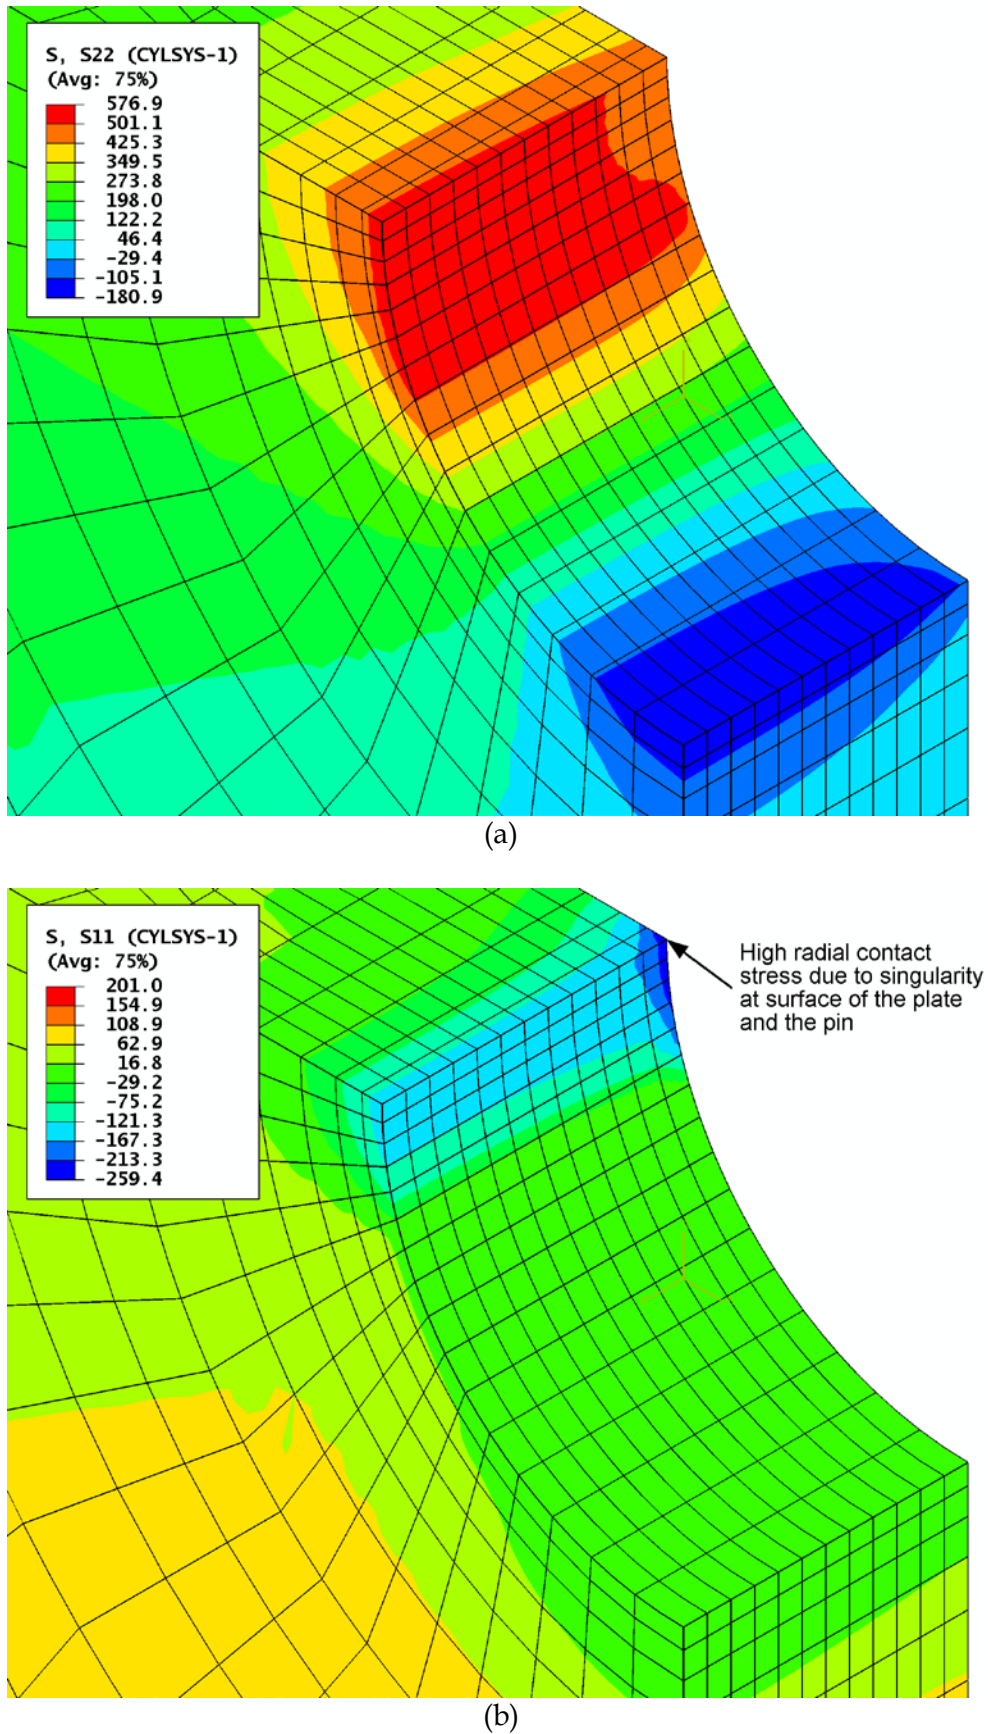 S, S22 (CYLSYS-1)
(Avg: 75%)
576.9
501.1
425.3
349.5
273.8
198.0
122.2
46.4
-29.4
-105.1
-180.9
(a)
S, S11 (CYLSYS-1)
(Avg: 75%)
201.0
154.9
108.9
62.9
16.8
-29.2
-75.2
-121.3
-167.3
-213.3
-259.4
High radial contact
stress due to singularity
at surface of the plate
and the pin
(b)